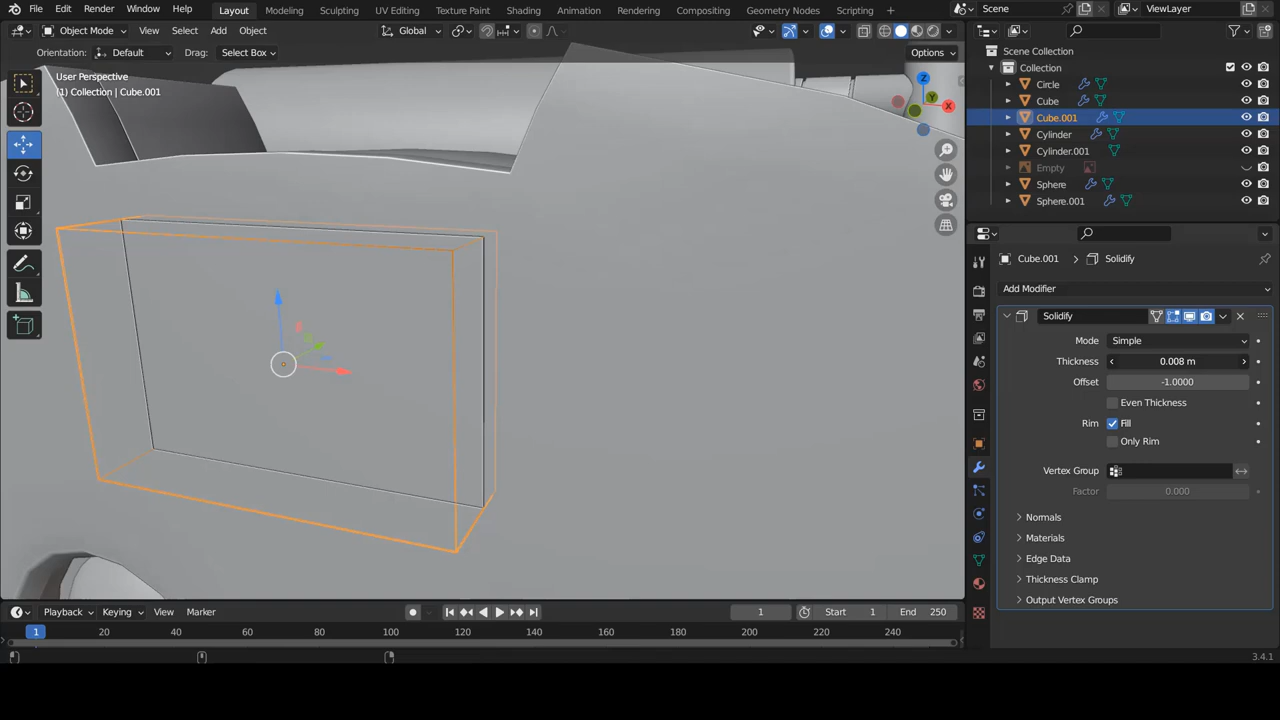 File Edit Render Window Help Layout Modeling Sculpting UV Editing Texture Paint Shading Animation Rendering Compositing Geometry Nodes Scripting Scene ViewLayer
Object Mode View Select Add Object Global
Orientation: Default Drag: Select Box Options
User Perspective
(1) Collection | Cube.001
Z
Y
X
Scene Collection
Collection
Circle
Cube
Cube.001
Cylinder
Cylinder.001
Empty
Sphere
Sphere.001
Cube.001 > Solidify
Add Modifier
Solidify
Mode Simple
Thickness 0.008 m
Offset -1.0000
Even Thickness
Rim Fill
Only Rim
Vertex Group
Factor 0.000
Normals
Materials
Edge Data
Thickness Clamp
Output Vertex Groups
Playback Keying View Marker 1 Start 1 End 250
1 20 40 60 80 100 120 140 160 180 200 220 240
3.4.1